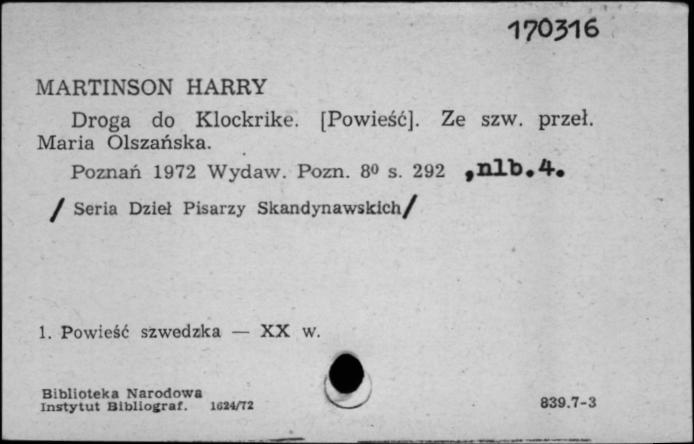 170316
MARTINSON HARRY
Droga do Klockrike. [Powieść]. Ze szw. przeł.
Maria Olszańska.
Poznań 1972 Wydaw. Pozn. 8⁰ s. 292 ,nlb.4.
/ Seria Dzieł Pisarzy Skandynawskich/
1. Powieść szwedzka — XX w.
Biblioteka Narodowa
Instytut Bibliograf. 1624/72
839.7-3